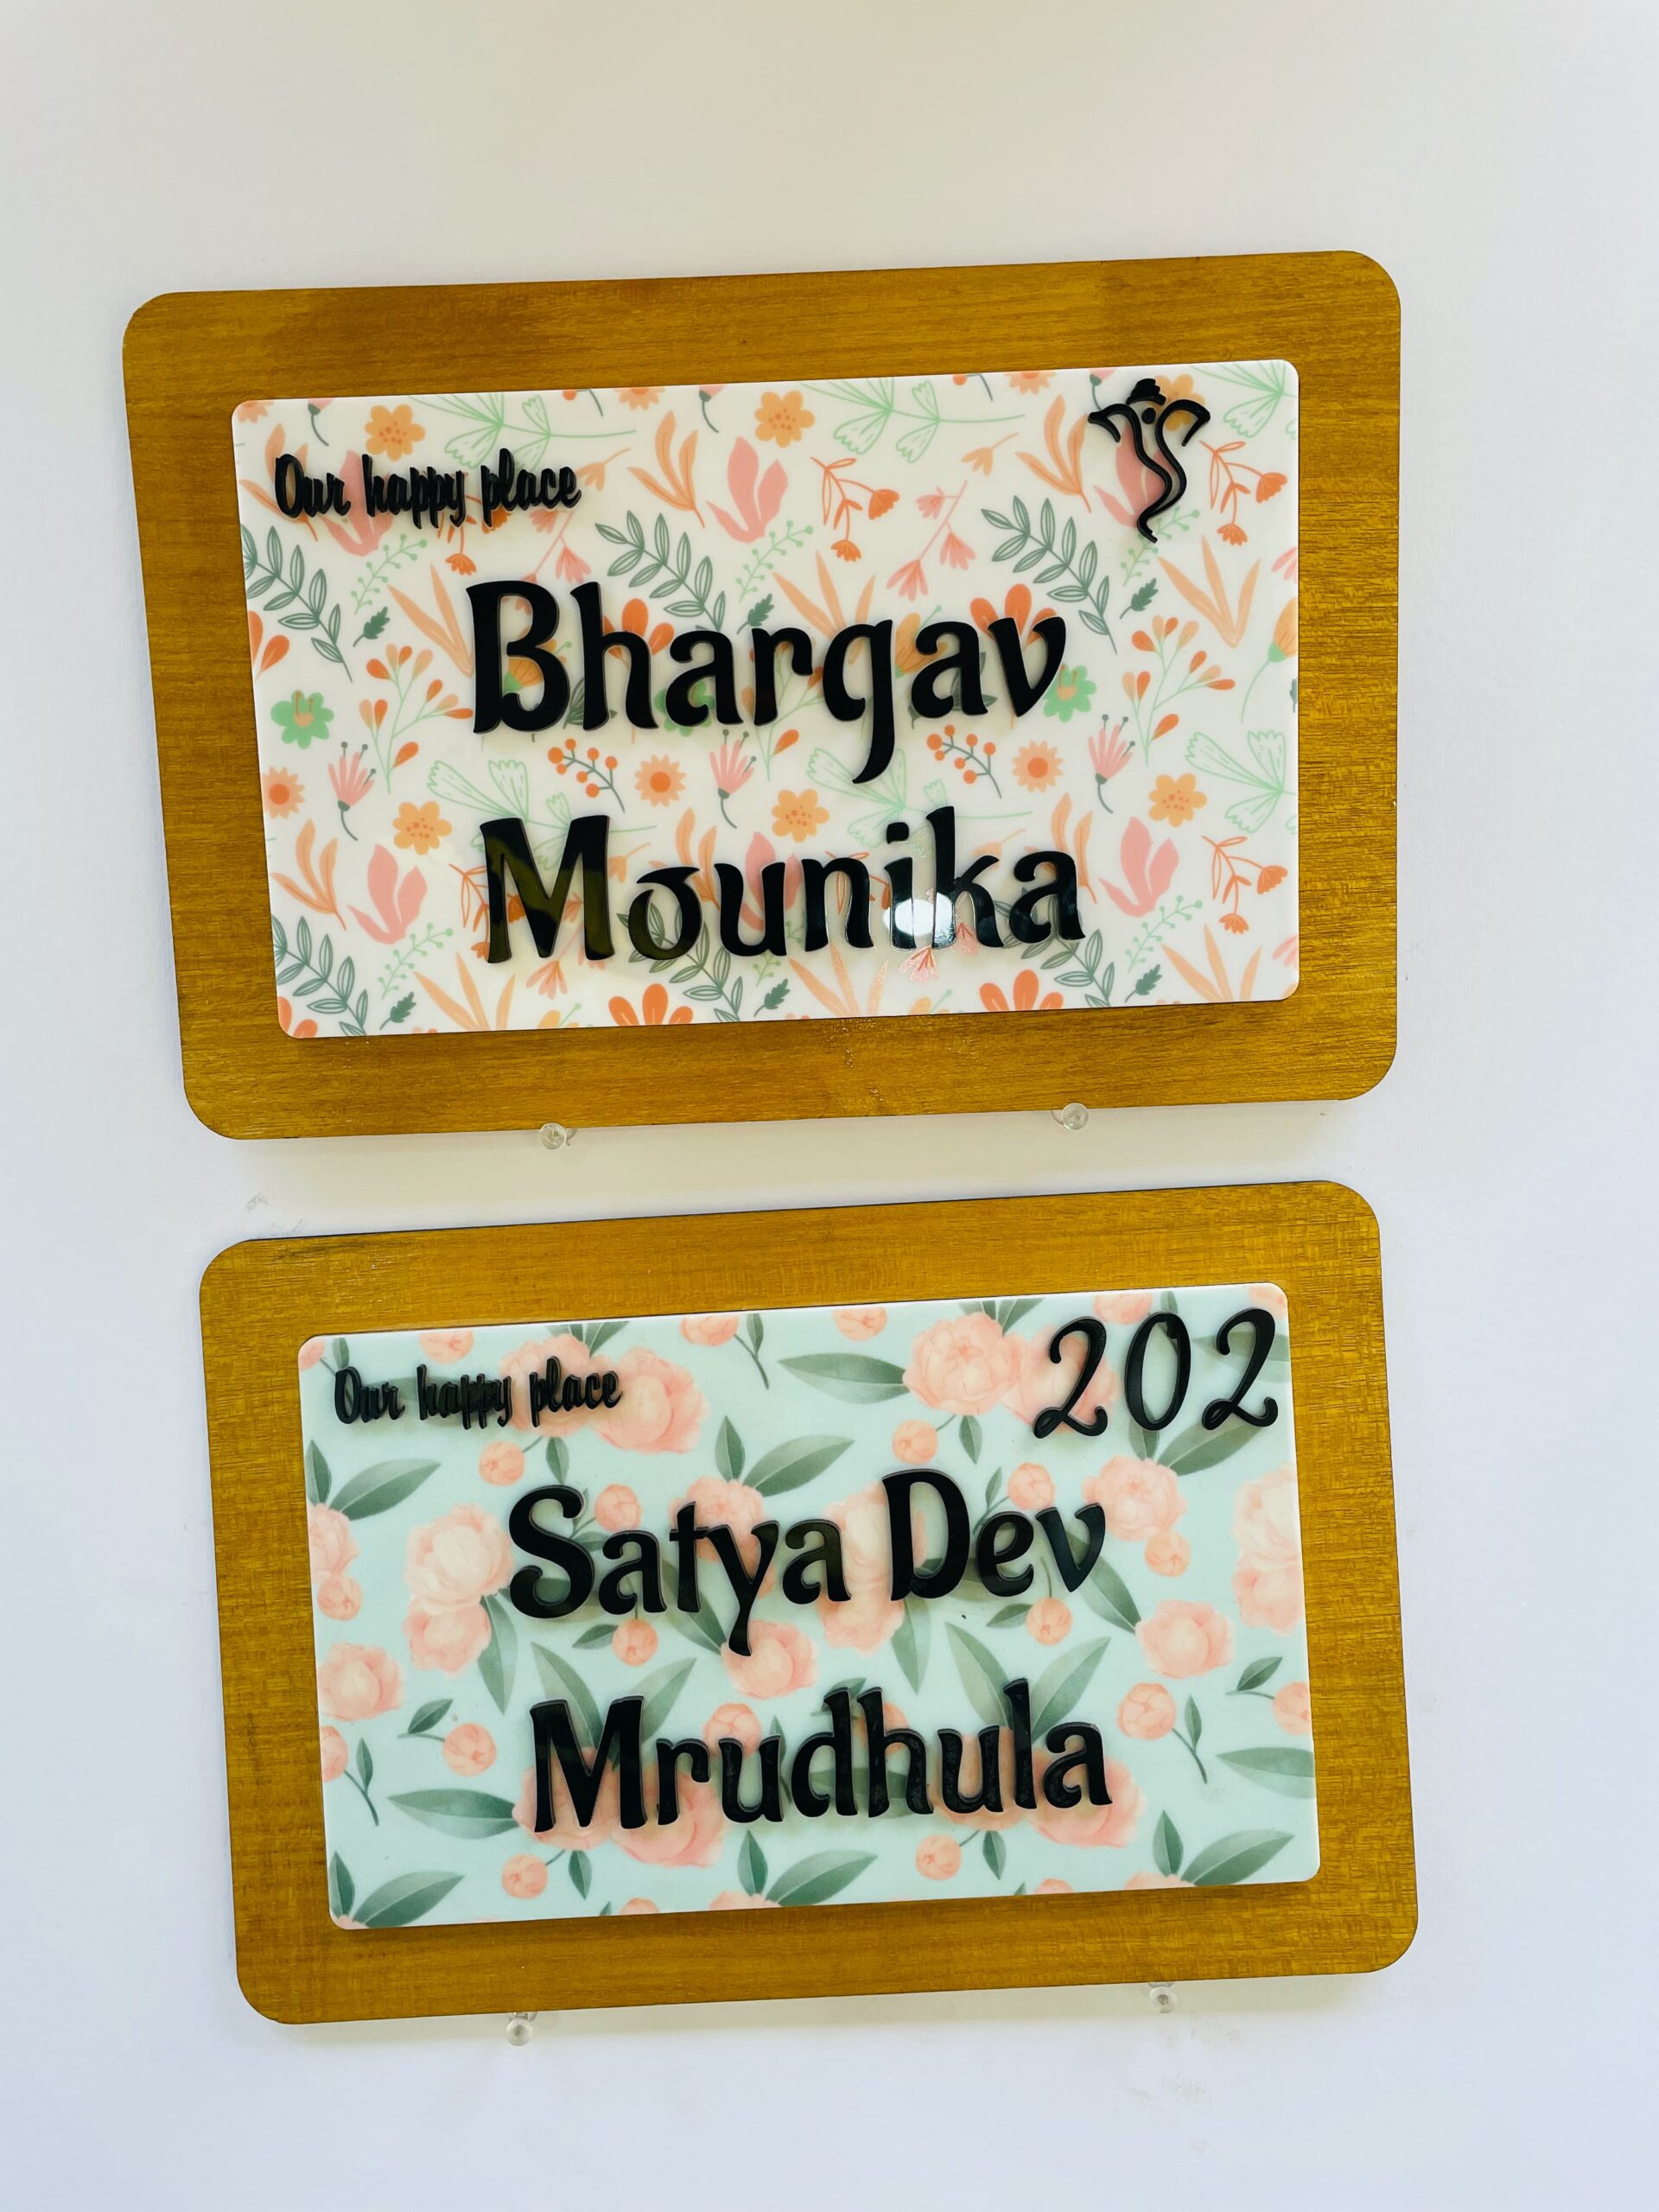 Our happy place
Bhargav
Mounika
Our happy place
202
Satya Dev
Mrudhula